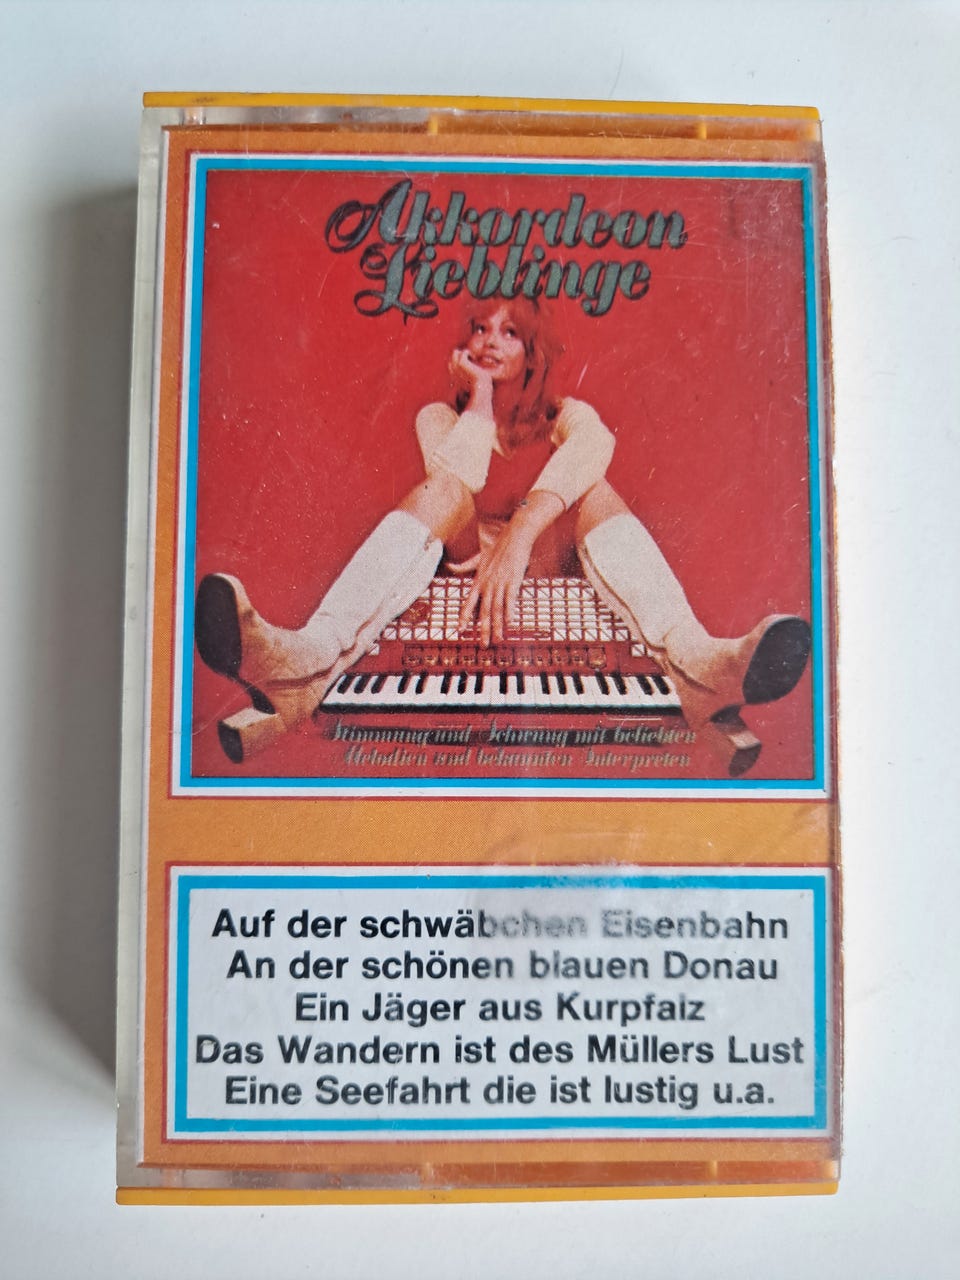 Akkordeon
Lieblinge
Stimmung und Schwung mit beliebten
Melodien und bekannten Interpreten
Auf der schwäbchen Eisenbahn
An der schönen blauen Donau
Ein Jäger aus Kurpfalz
Das Wandern ist des Müllers Lust
Eine Seefahrt die ist lustig u.a.